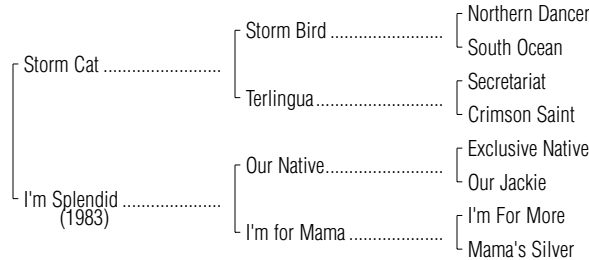 Northern Dancer
Storm Bird ....................
South Ocean
Storm Cat .....................
Secretariat
Terlingua.......................
Crimson Saint
Exclusive Native
Our Native.....................
Our Jackie
I'm Splendid ..................
(1983)
I'm For More
I'm for Mama .................
Mama's Silver